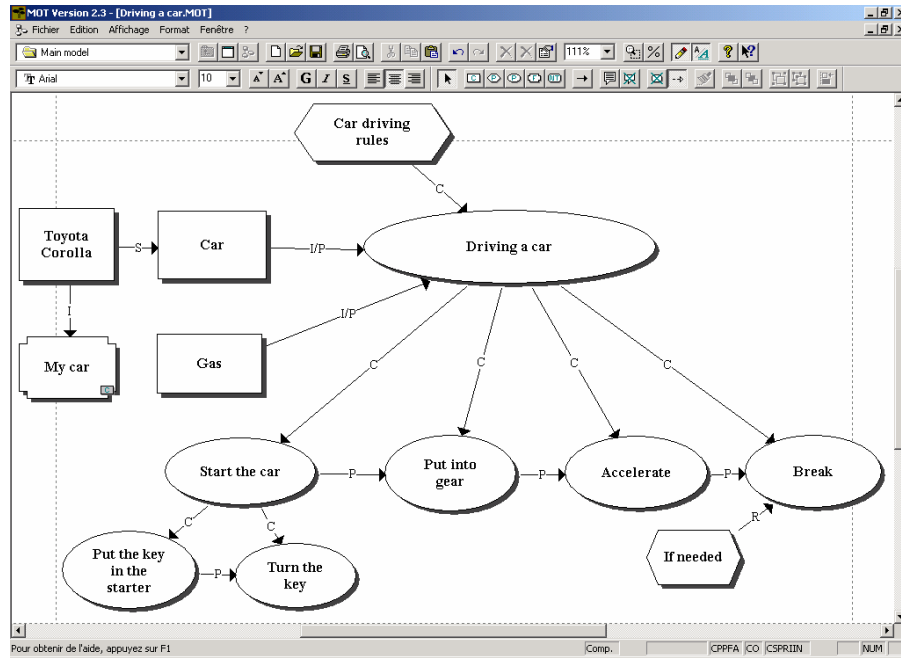 MOT Version 2.3 - [Driving a car.MOT]
Fichier Edition Affichage Format Fenêtre ?
Main model
111%
Arial
10
G I S
Car driving
rules
C
Toyota
Corolla
S
Car
I/P
Driving a car
I
I/P
My car
Gas
C
C
C
C
Start the car
P
Put into
gear
P
Accelerate
P
Break
C
C
R
Put the key
in the
starter
P
Turn the
key
If needed
Pour obtenir de l'aide, appuyez sur F1
Comp.
CPPFA
CO
CSPRIIN
NUM